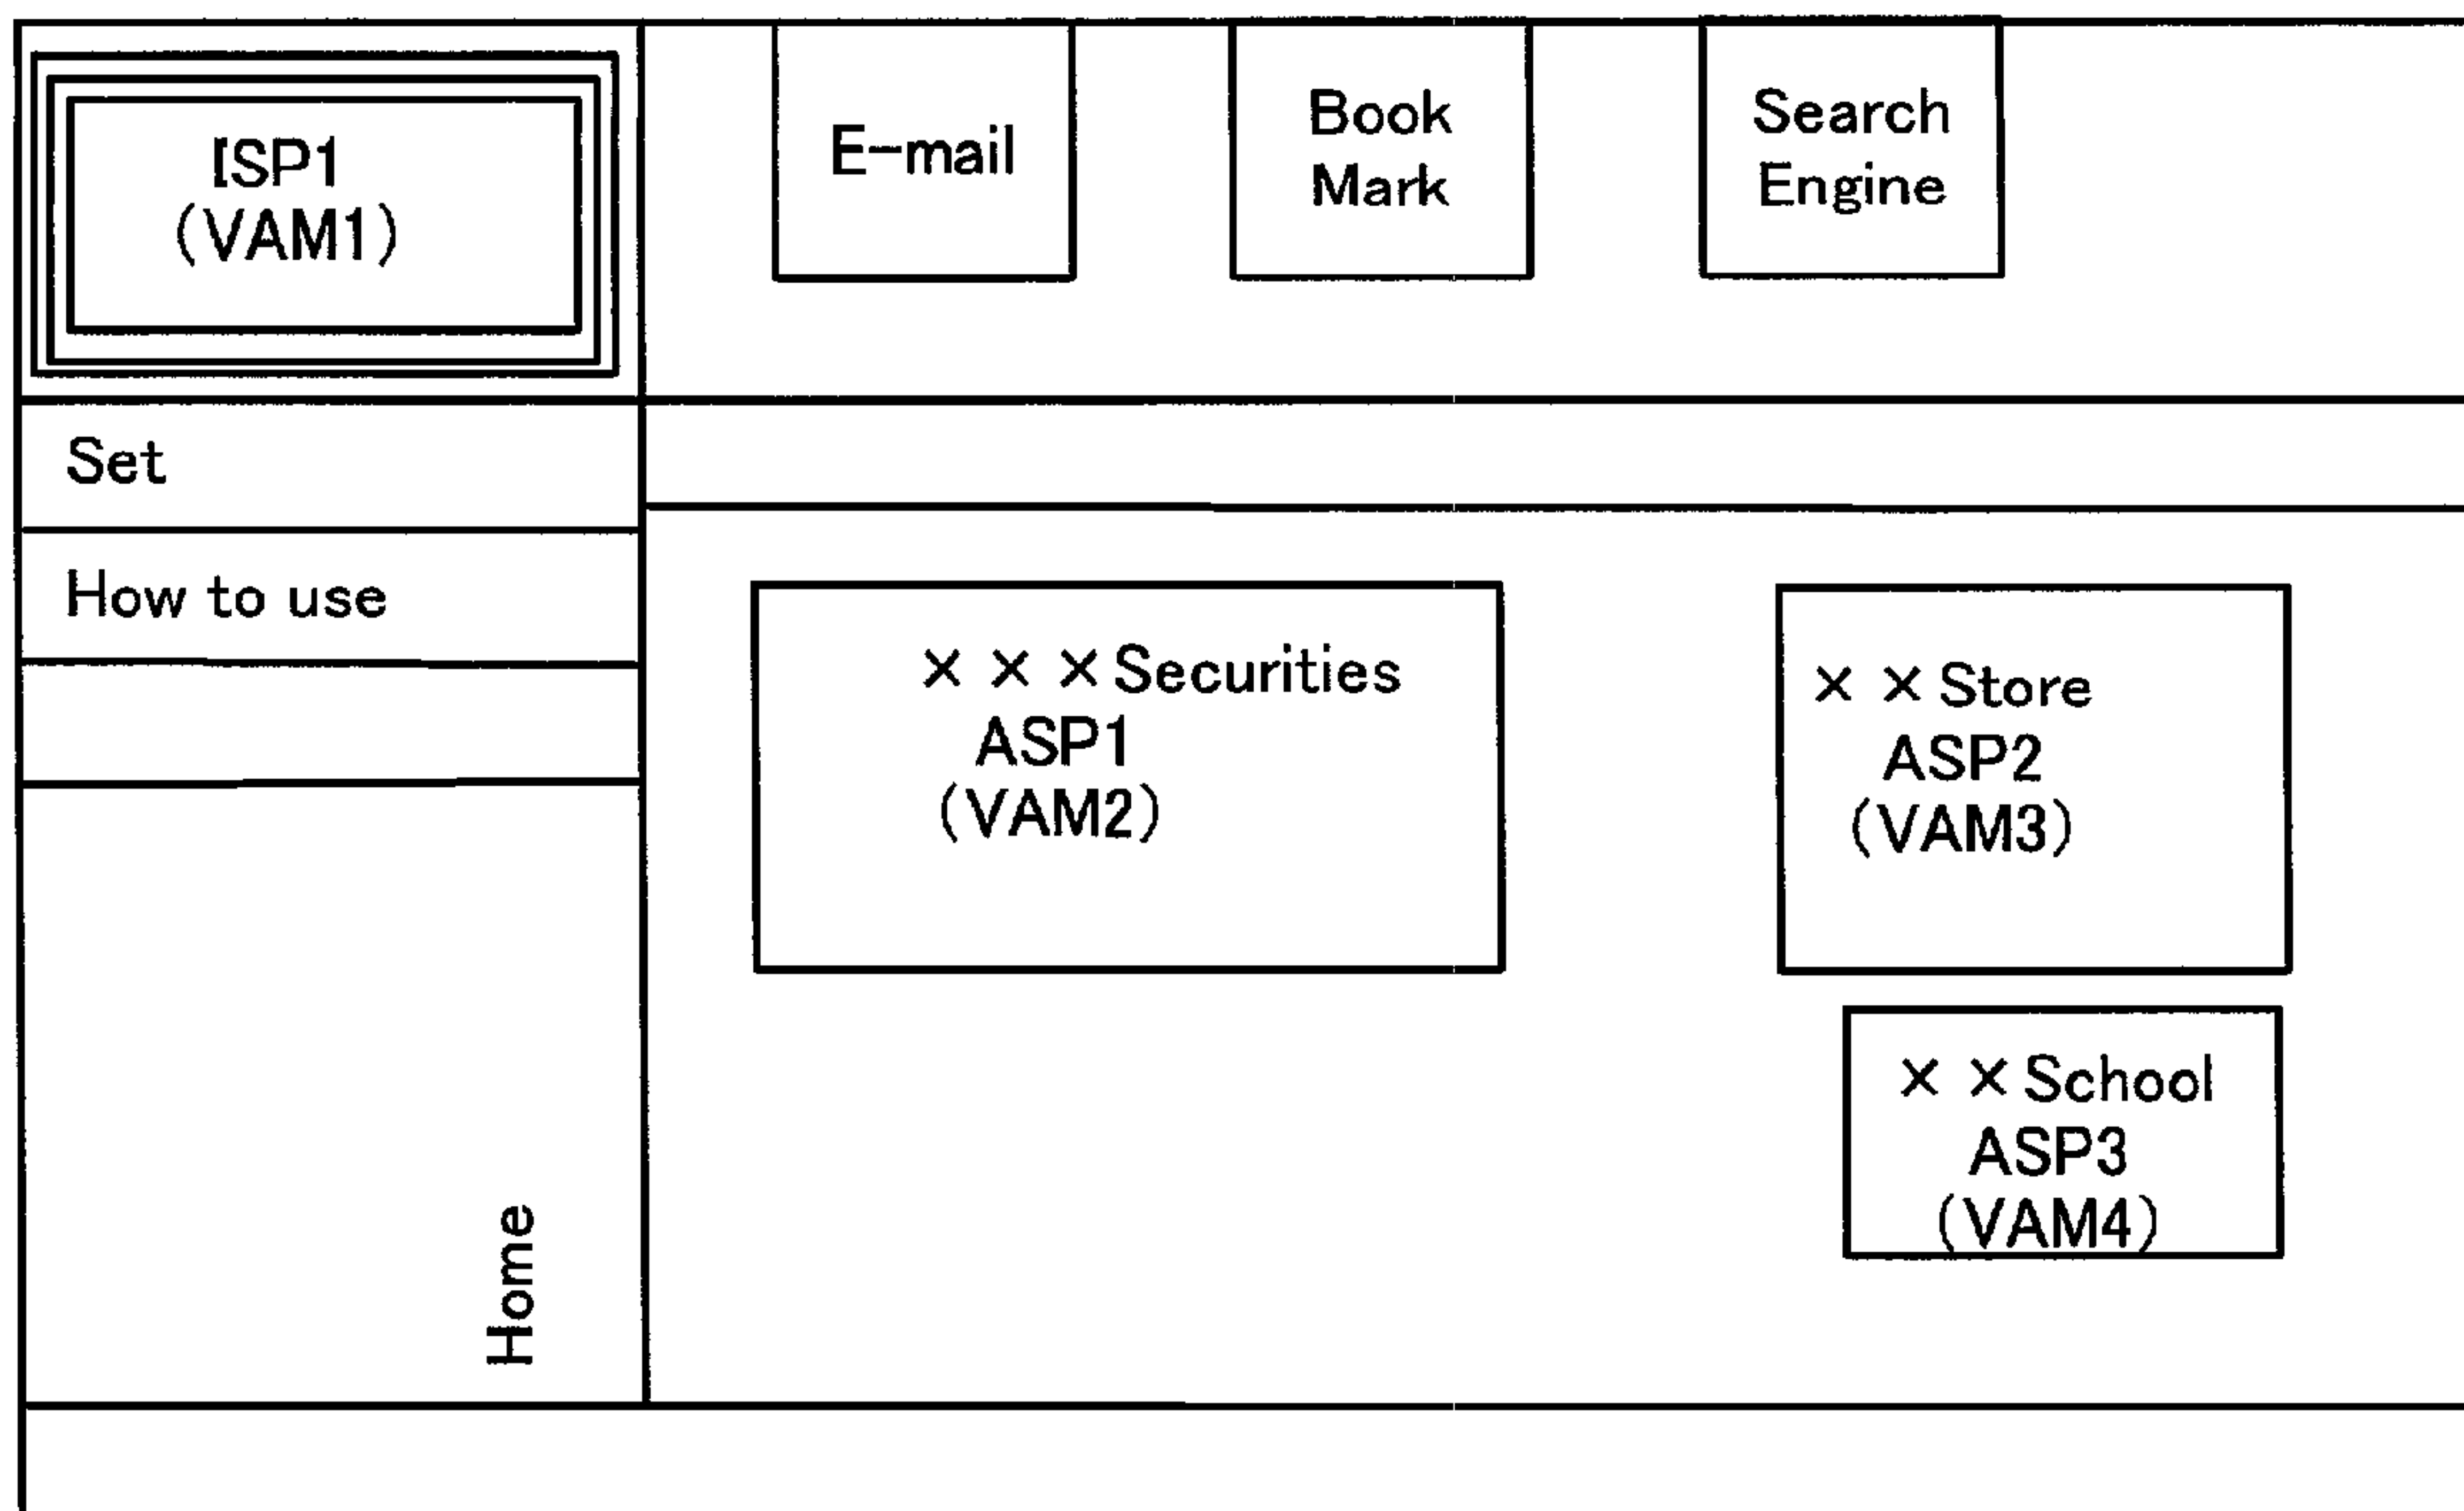 ISP1
(VAM1)
E-mail
Book
Mark
Search
Engine
Set
How to use
Home
× × × Securities
ASP1
(VAM2)
× × Store
ASP2
(VAM3)
× × School
ASP3
(VAM4)